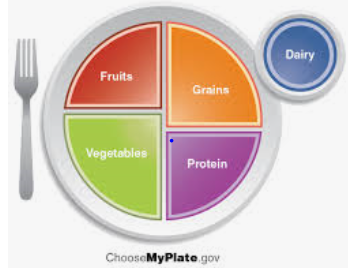 Fruits
Grains
Dairy
Vegetables
Protein
ChooseMyPlate.gov